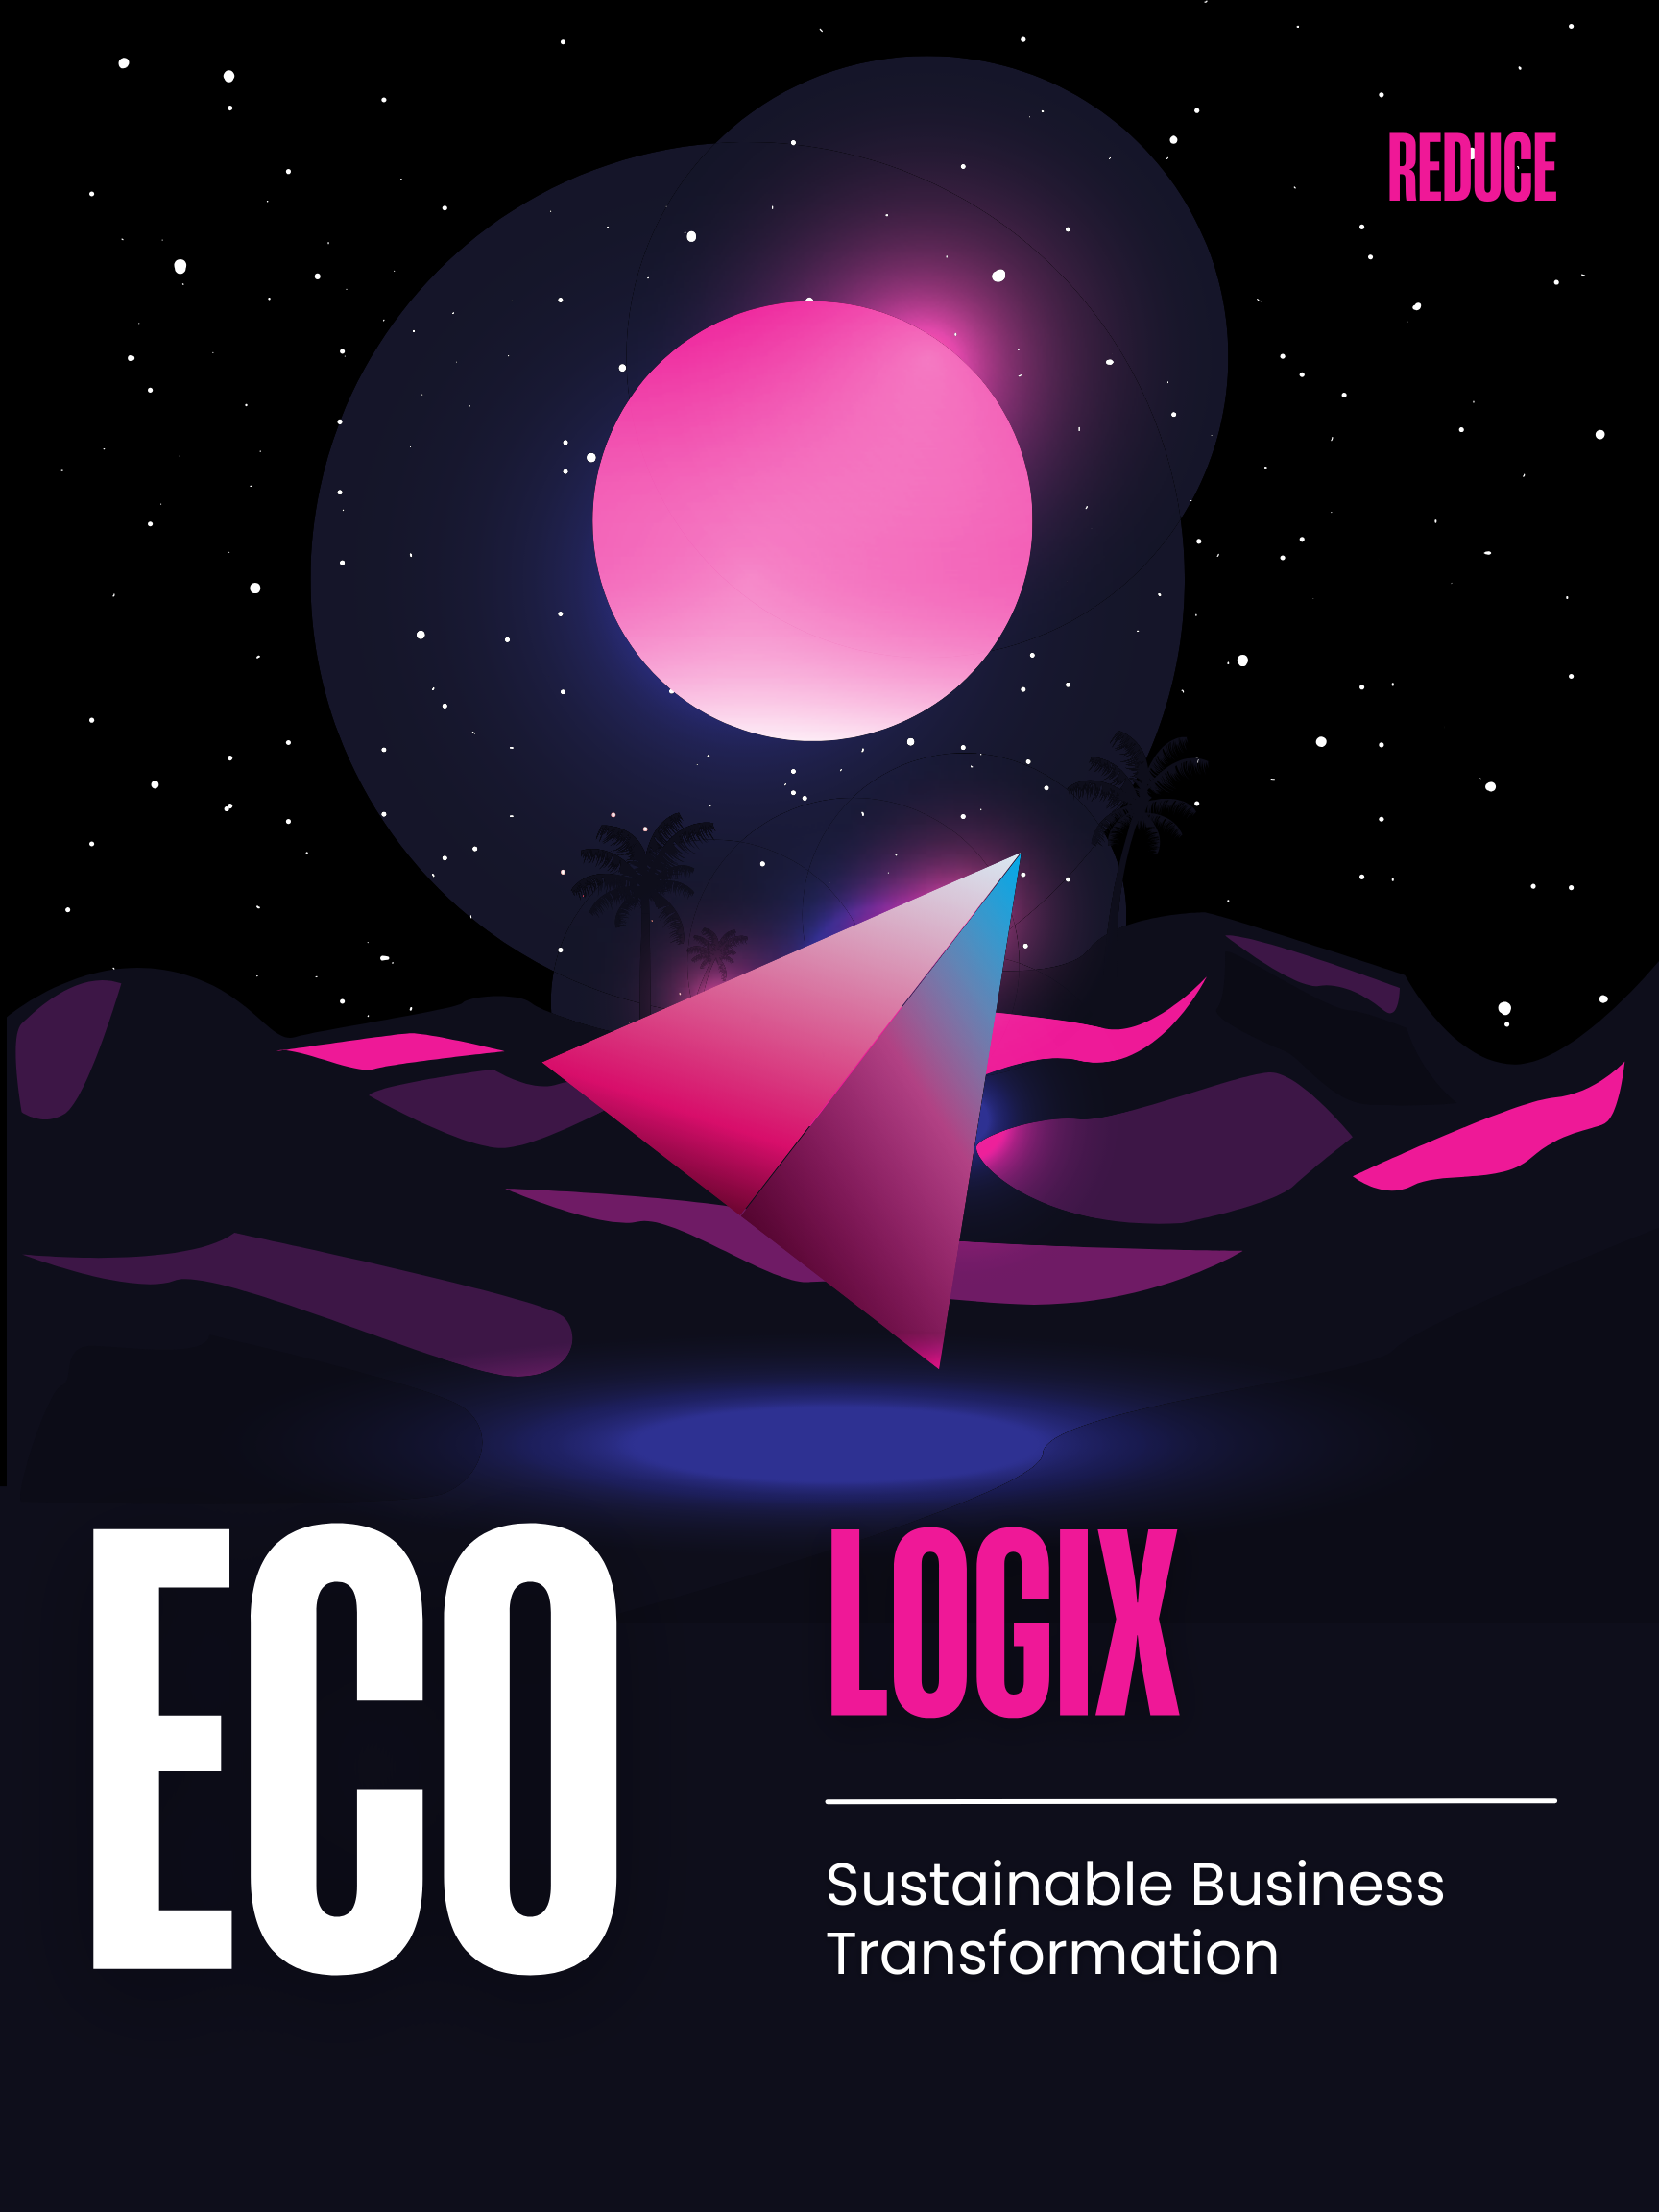 REDUCE
ECO
LOGIX
Sustainable Business
Transformation